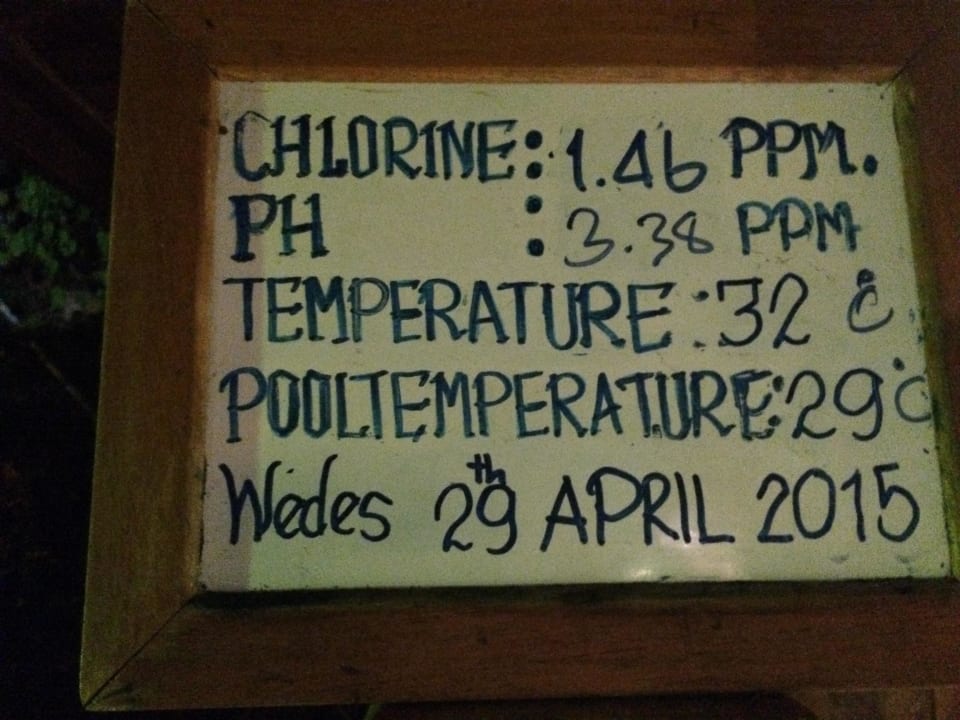 CHLORINE: 1.46 PPM.
PH : 3.38 PPM
TEMPERATURE: 32 °C
POOLTEMPERATURE: 29°C
Wedes 29th APRIL 2015